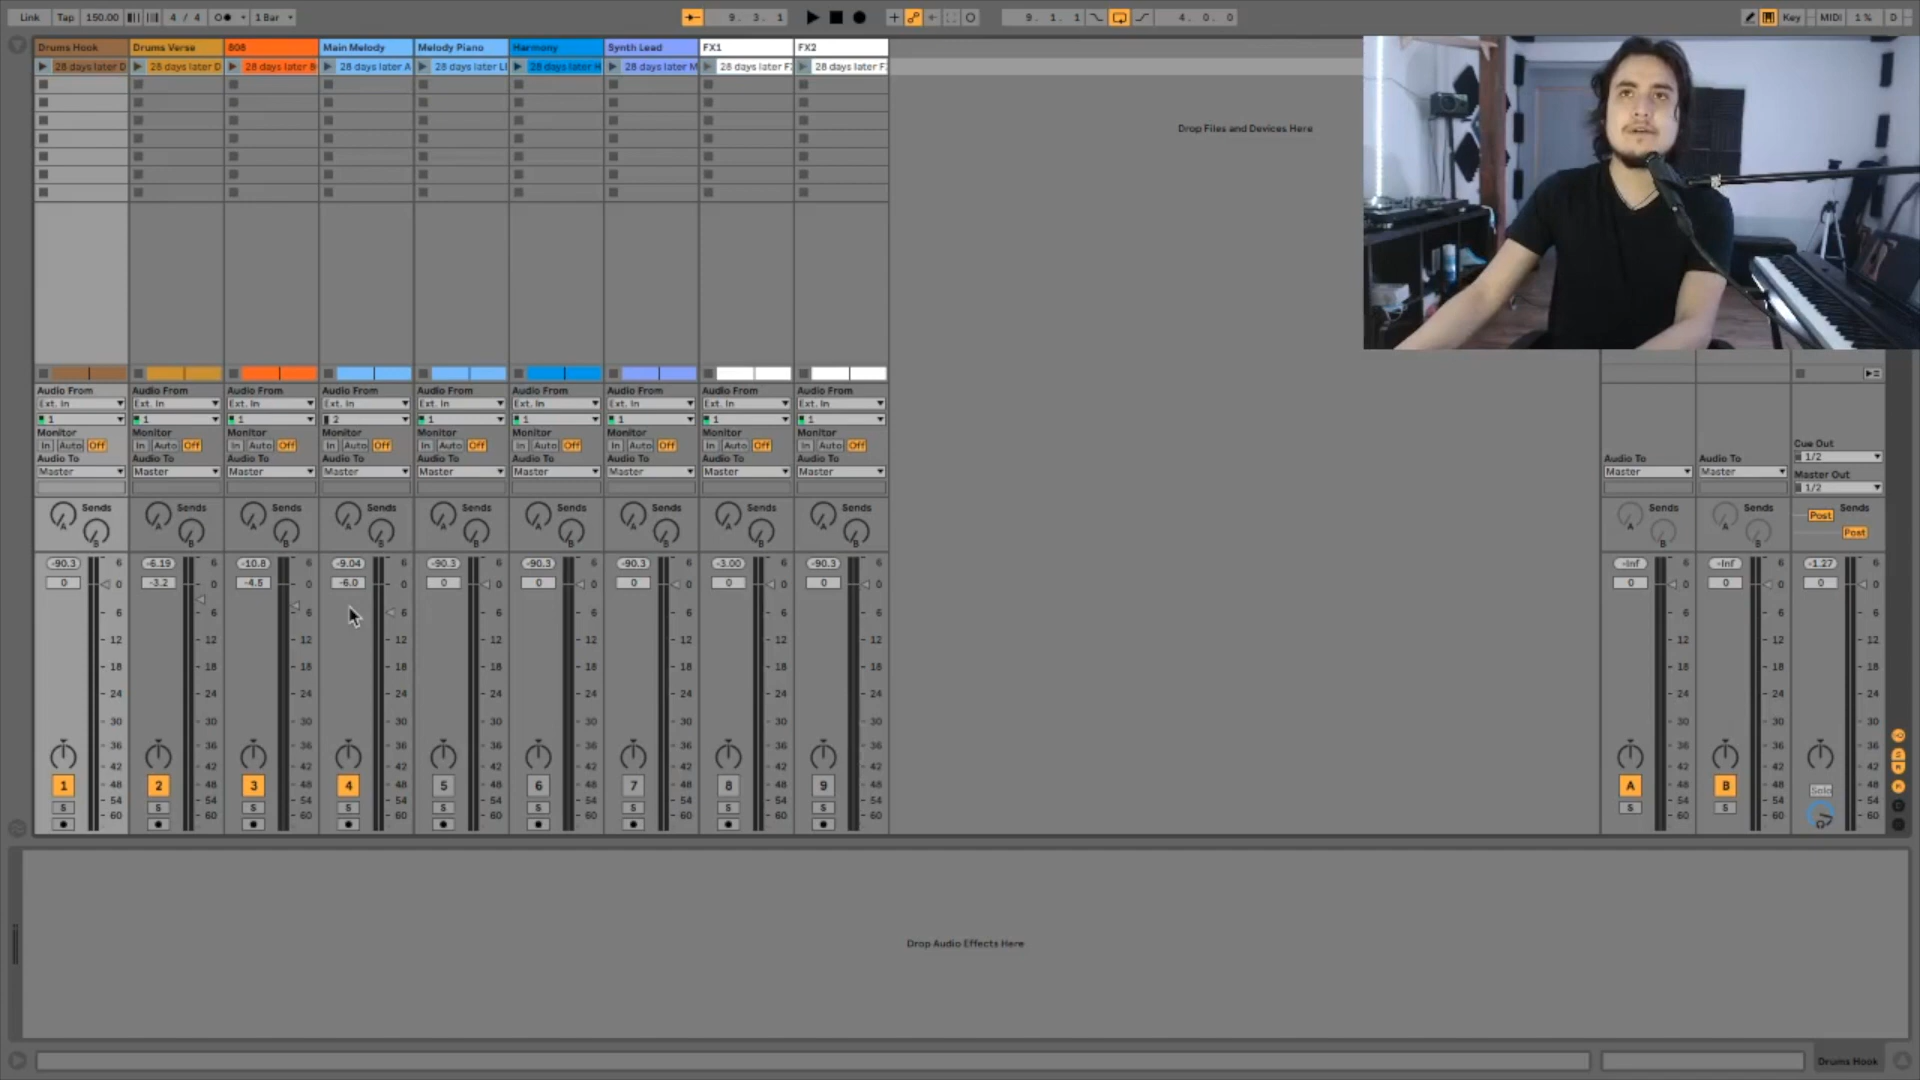 Link Tap 150.00 4 / 4 1 Bar 9. 3. 1 9. 1. 1 4. 0. 0 Key MIDI 1 % D
Drums Hook Drums Verse 808 Main Melody Melody Piano Harmony Synth Lead FX1 FX2
28 days later D 28 days later D 28 days later 28 days later A 28 days later 28 days later H 28 days later M 28 days later F 28 days later F
Drop Files and Devices Here
Audio From Audio From Audio From Audio From Audio From Audio From Audio From Audio From Audio From
Ext. In Ext. In Ext. In Ext. In Ext. In Ext. In Ext. In Ext. In Ext. In
1 1 1 2 1 1 1 1 1
Monitor Monitor Monitor Monitor Monitor Monitor Monitor Monitor Monitor Cue Out
In Auto Off In Auto Off In Auto Off In Auto Off In Auto Off In Auto Off In Auto Off In Auto Off In Auto Off
Audio To Audio To Audio To Audio To Audio To Audio To Audio To Audio To Audio To Audio To Audio To 1/2
Master Master Master Master Master Master Master Master Master Master Master Master Out
1/2
Sends Sends Sends Sends Sends Sends Sends Sends Sends Sends Sends Sends
A A A A A A A A A A A Post
B B B B B B B B B B B Post
-90.3 6 -6.19 6 -10.8 6 -9.04 6 -90.3 6 -90.3 6 -90.3 6 -3.00 6 -90.3 6 -Inf 6 -Inf 6 -1.27 6
0 0 -3.2 0 -4.5 0 -6.0 0 0 0 0 0 0 0 0 0 0 0 0 0 0 0 0 0
6 6 6 6 6 6 6 6 6 6 6 6
12 12 12 12 12 12 12 12 12 12 12 12
18 18 18 18 18 18 18 18 18 18 18 18
24 24 24 24 24 24 24 24 24 24 24 24
30 30 30 30 30 30 30 30 30 30 30 30
36 36 36 36 36 36 36 36 36 36 36 36
42 42 42 42 42 42 42 42 42 42 42 42
1 48 2 48 3 48 4 48 5 48 6 48 7 48 8 48 9 48 A 48 B 48 Solo 48
54 54 54 54 54 54 54 54 54 54 54 54
S S S S S S S S S S S
60 60 60 60 60 60 60 60 60 60 60 60
Drop Audio Effects Here
Drums Hook